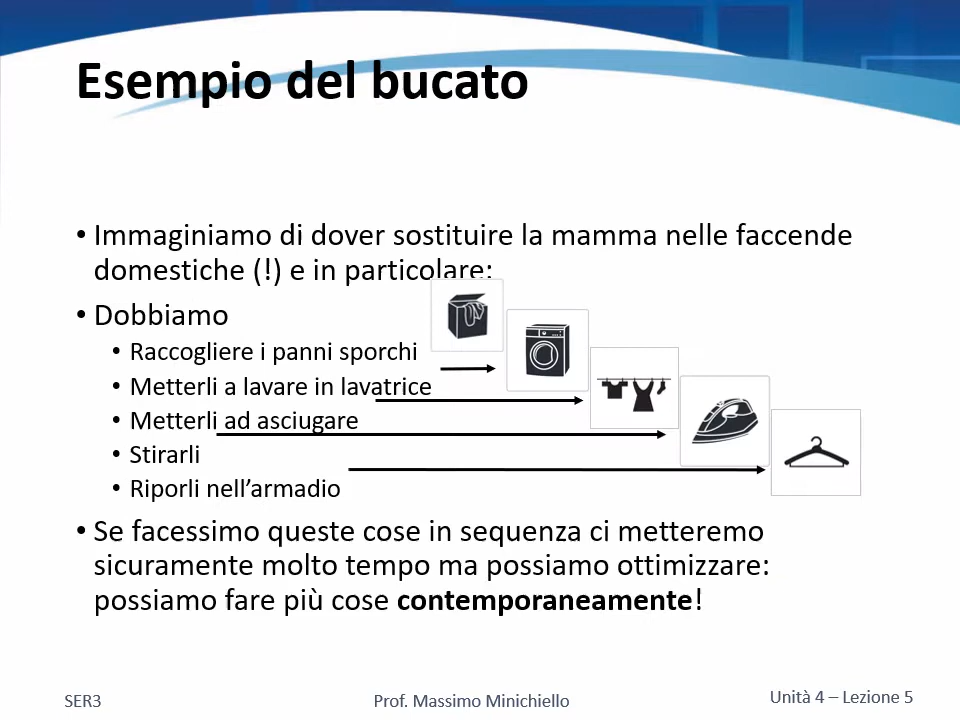 Esempio del bucato
• Immaginiamo di dover sostituire la mamma nelle faccende
domestiche (!) e in particolare:
• Dobbiamo
• Raccogliere i panni sporchi
• Metterli a lavare in lavatrice
• Metterli ad asciugare
• Stirarli
• Riporli nell’armadio
• Se facessimo queste cose in sequenza ci metteremo
sicuramente molto tempo ma possiamo ottimizzare:
possiamo fare più cose contemporaneamente!
SER3
Prof. Massimo Minichiello
Unità 4 – Lezione 5